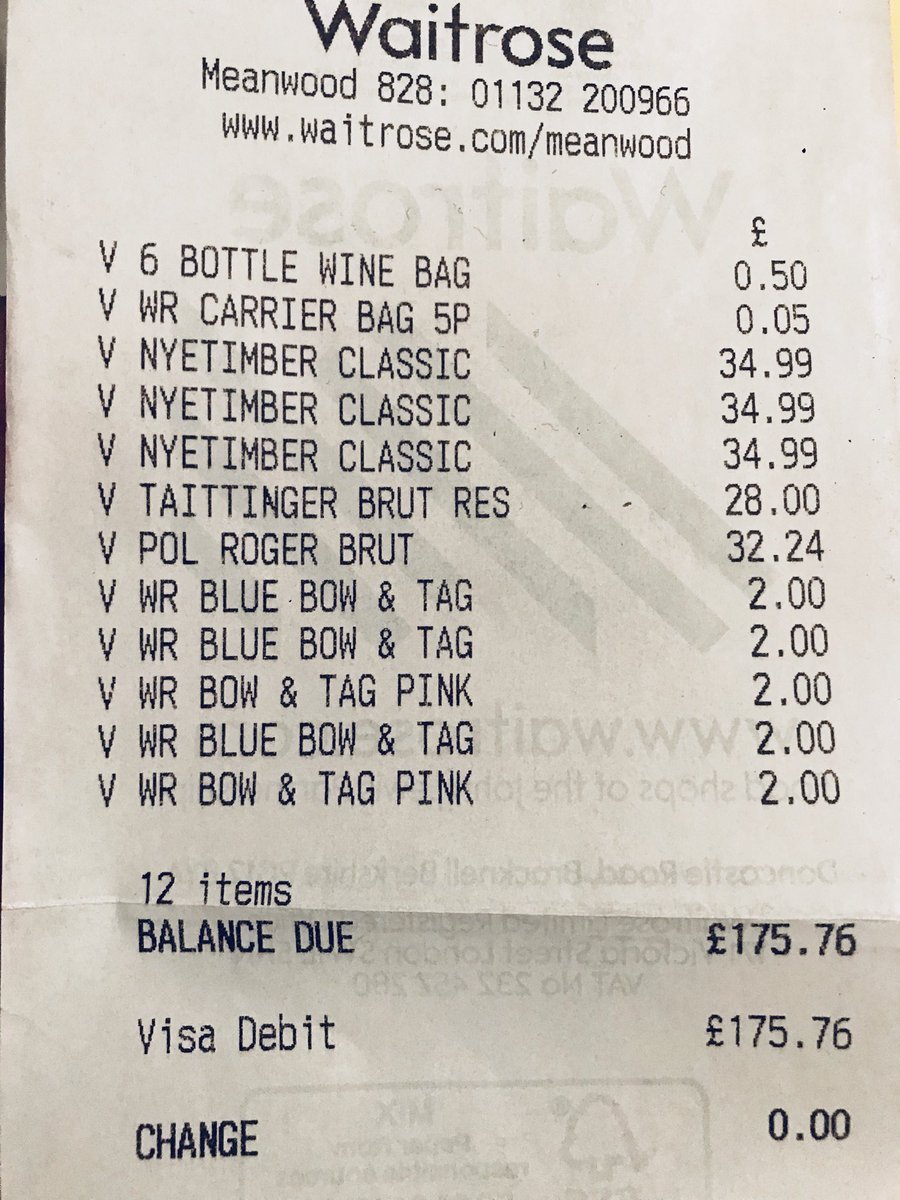 Waitrose
Meanwood 828: 01132 200966
www.waitrose.com/meanwood
£
V 6 BOTTLE WINE BAG 0.50
V WR CARRIER BAG 5P 0.05
V NYETIMBER CLASSIC 34.99
V NYETIMBER CLASSIC 34.99
V NYETIMBER CLASSIC 34.99
V TAITTINGER BRUT RES 28.00
V POL ROGER BRUT 32.24
V WR BLUE BOW & TAG 2.00
V WR BLUE BOW & TAG 2.00
V WR BOW & TAG PINK 2.00
V WR BLUE BOW & TAG 2.00
V WR BOW & TAG PINK 2.00
12 items
BALANCE DUE £175.76
Visa Debit £175.76
CHANGE 0.00